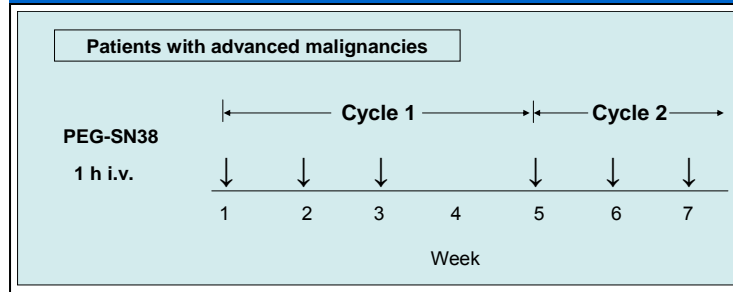 Patients with advanced malignancies
Cycle 1 Cycle 2
PEG-SN38
1 h i.v.
1 2 3 4 5 6 7
Week